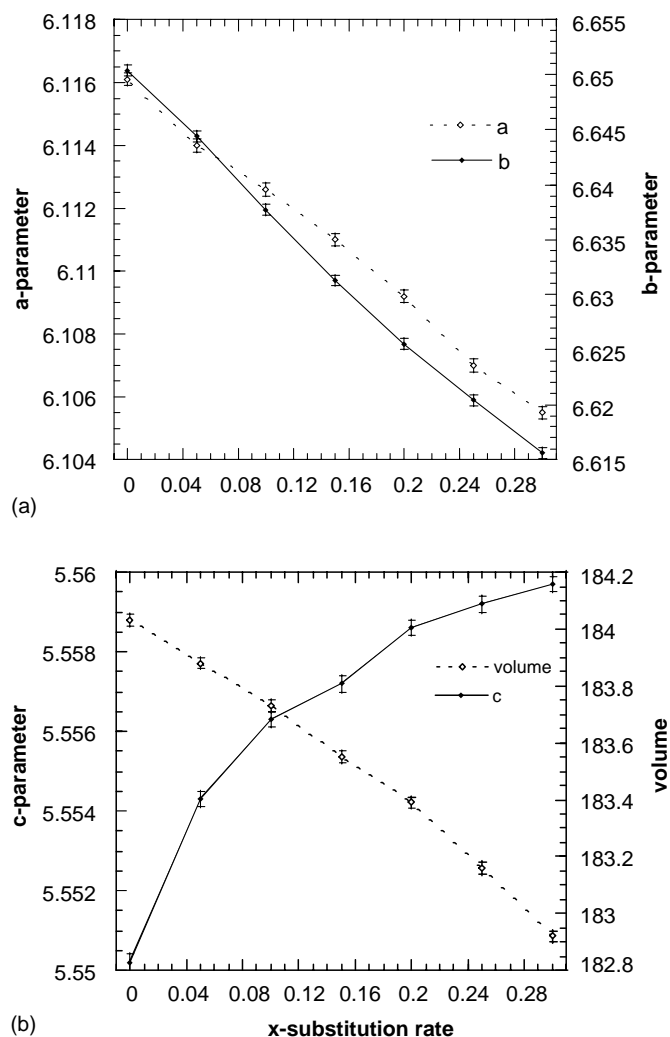 6.118
6.116
6.114
6.112
6.11
6.108
6.106
6.104
a-parameter
6.655
6.650
6.645
6.640
6.635
6.630
6.625
6.620
6.615
b-parameter
a
b
0 0.04 0.08 0.12 0.16 0.2 0.24 0.28
(a)
5.56
5.558
5.556
5.554
5.552
5.55
c-parameter
184.2
184
183.8
183.6
183.4
183.2
183
182.8
volume
volume
c
0 0.04 0.08 0.12 0.16 0.2 0.24 0.28
(b)
x-substitution rate